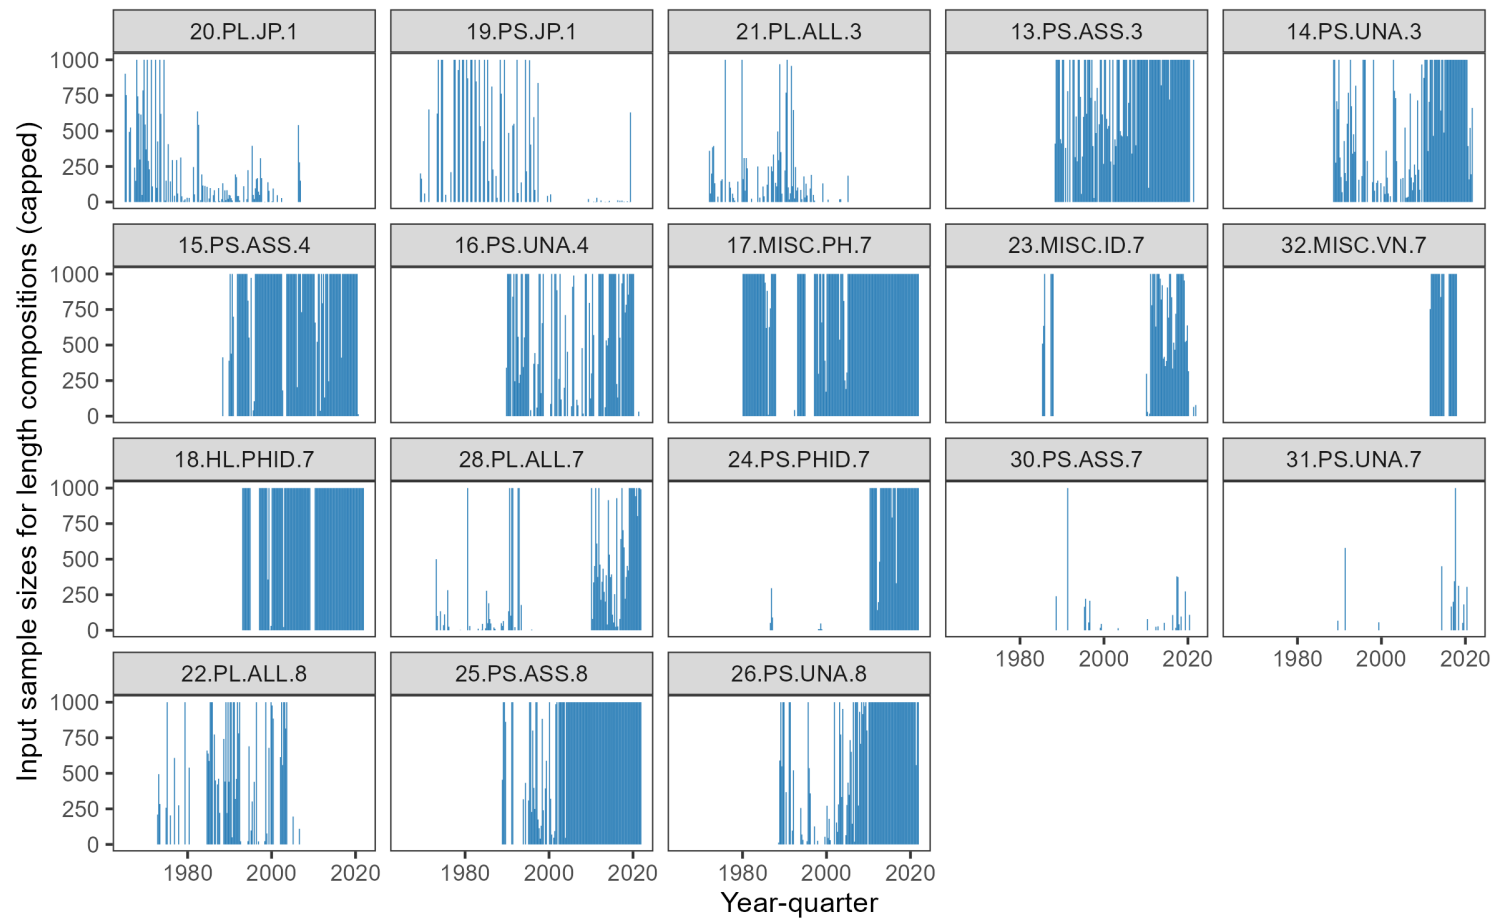 20.PL.JP.1 19.PS.JP.1 21.PL.ALL.3 13.PS.ASS.3 14.PS.UNA.3
1000
750
500
250
0
15.PS.ASS.4 16.PS.UNA.4 17.MISC.PH.7 23.MISC.ID.7 32.MISC.VN.7
1000
750
500
250
0
18.HL.PHID.7 28.PL.ALL.7 24.PS.PHID.7 30.PS.ASS.7 31.PS.UNA.7
1000
750
500
250
0
1980 2000 2020 1980 2000 2020
22.PL.ALL.8 25.PS.ASS.8 26.PS.UNA.8
1000
750
500
250
0
1980 2000 2020 1980 2000 2020 1980 2000 2020
Year-quarter
Input sample sizes for length compositions (capped)